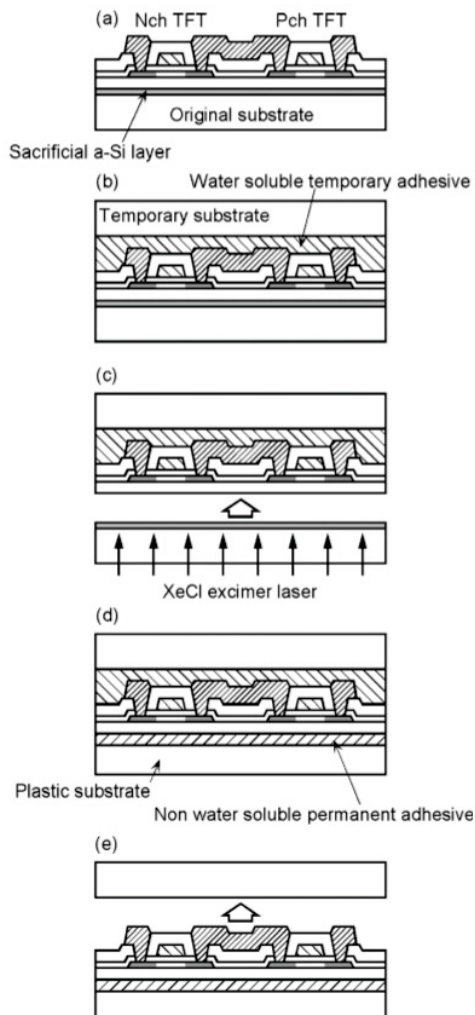 (a)
Nch TFT
Pch TFT
Original substrate
Sacrificial a-Si layer
(b)
Water soluble temporary adhesive
Temporary substrate
(c)
XeCl excimer laser
(d)
Plastic substrate
Non water soluble permanent adhesive
(e)